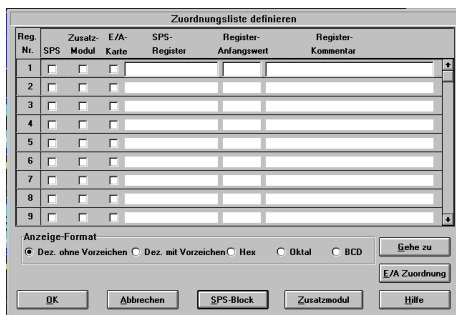 Zuordnungsliste definieren
Reg. Zusatz- E/A- SPS- Register- Register-
Nr. SPS Modul Karte Register Anfangswert Kommentar
1
2
3
4
5
6
7
8
9
Anzeige-Format
Dez. ohne Vorzeichen Dez. mit Vorzeichen Hex Oktal BCD
Gehe zu
E/A Zuordnung
OK Abbrechen SPS-Block Zusatzmodul Hilfe